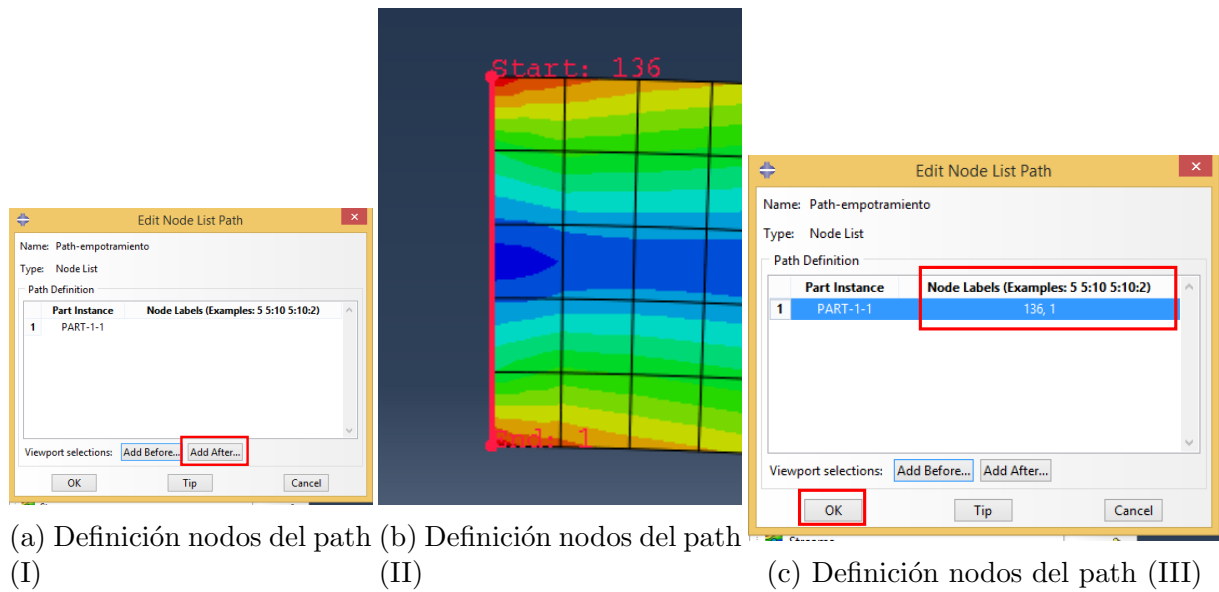 Edit Node List Path
Name: Path-empotramiento
Type: Node List
Path Definition
Part Instance Node Labels (Examples: 5 5:10 5:10:2)
1 PART-1-1
Viewport selections: Add Before... Add After...
OK Tip Cancel
(a) Definición nodos del path
(I)
Start: 136
End: 1
(b) Definición nodos del path
(II)
Edit Node List Path
Name: Path-empotramiento
Type: Node List
Path Definition
Part Instance Node Labels (Examples: 5 5:10 5:10:2)
1 PART-1-1 136, 1
Viewport selections: Add Before... Add After...
OK Tip Cancel
(c) Definición nodos del path (III)